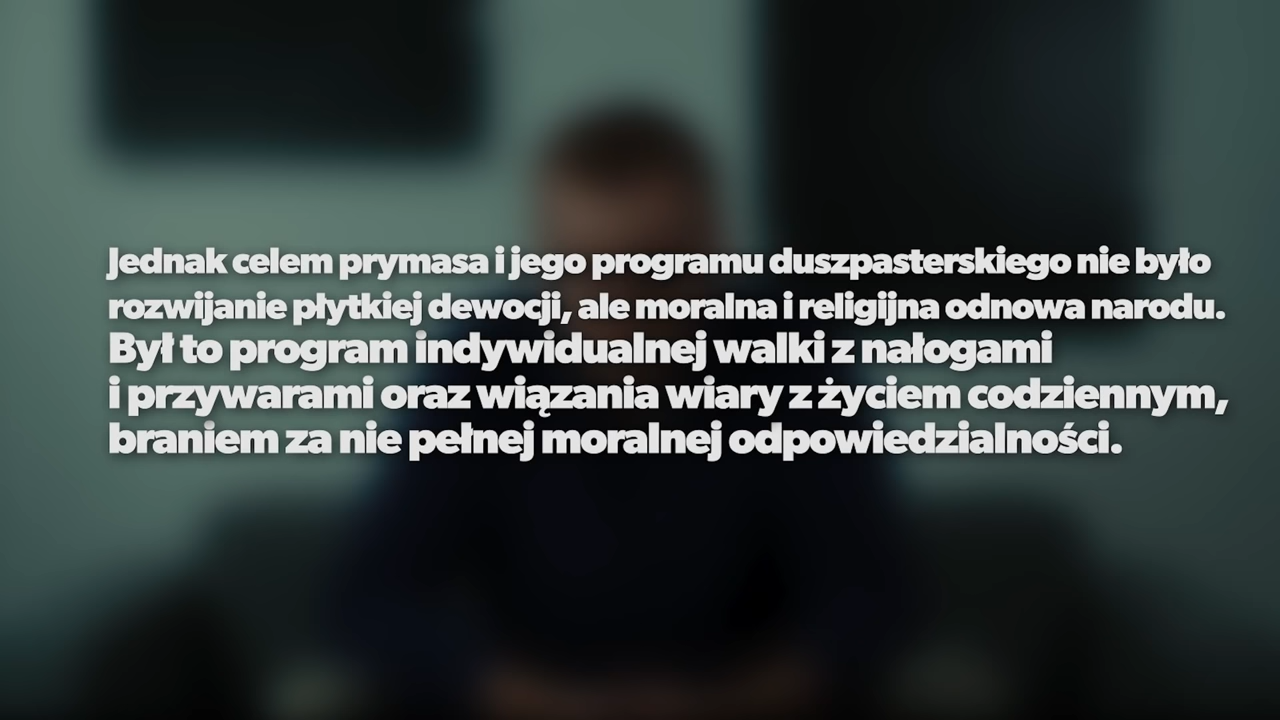 Jednak celem prymasa i jego programu duszpasterskiego nie było
rozwijanie płytkiej dewocji, ale moralna i religijna odnowa narodu.
Był to program indywidualnej walki z nałogami
i przywarami oraz wiązania wiary z życiem codziennym,
braniem za nie pełnej moralnej odpowiedzialności.